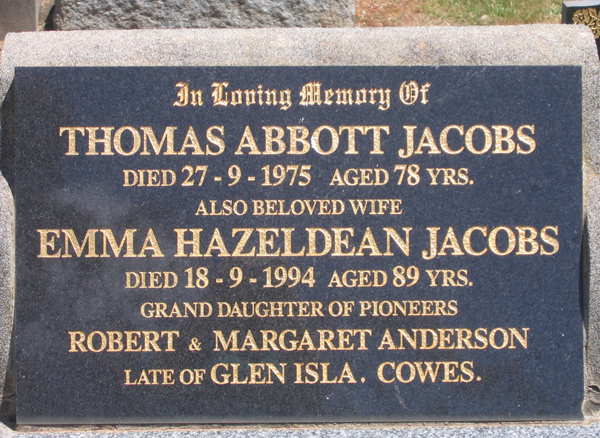 In Loving Memory Of
THOMAS ABBOTT JACOBS
DIED 27 - 9 - 1975 AGED 78 YRS.
ALSO BELOVED WIFE
EMMA HAZELDEAN JACOBS
DIED 18 - 9 - 1994 AGED 89 YRS.
GRAND DAUGHTER OF PIONEERS
ROBERT & MARGARET ANDERSON
LATE OF GLEN ISLA. COWES.